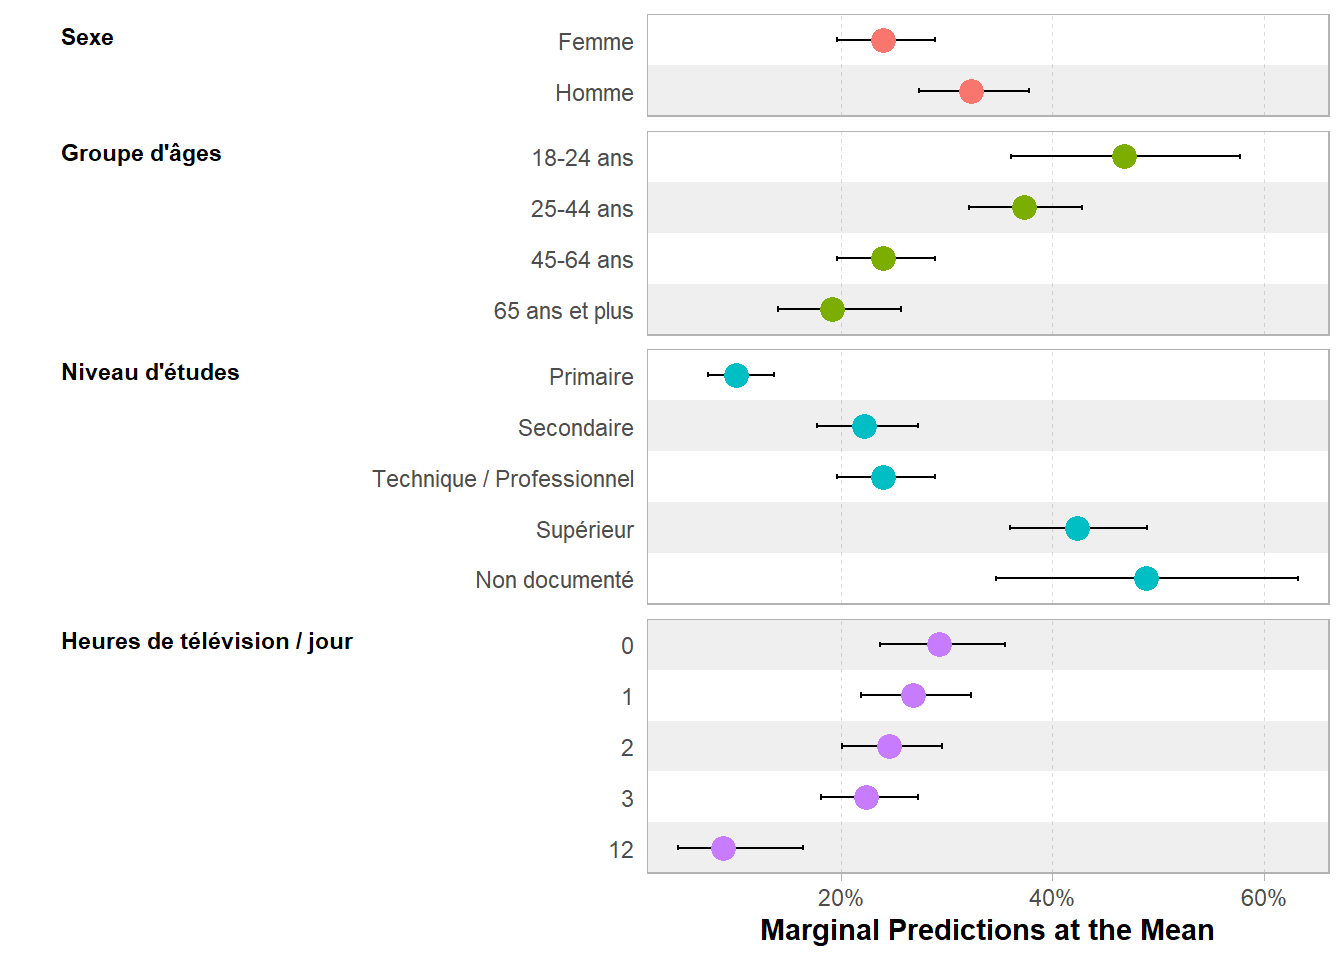 Sexe
Femme
Homme
Groupe d'âges
18-24 ans
25-44 ans
45-64 ans
65 ans et plus
Niveau d'études
Primaire
Secondaire
Technique / Professionnel
Supérieur
Non documenté
Heures de télévision / jour
0
1
2
3
12
20% 40% 60%
Marginal Predictions at the Mean